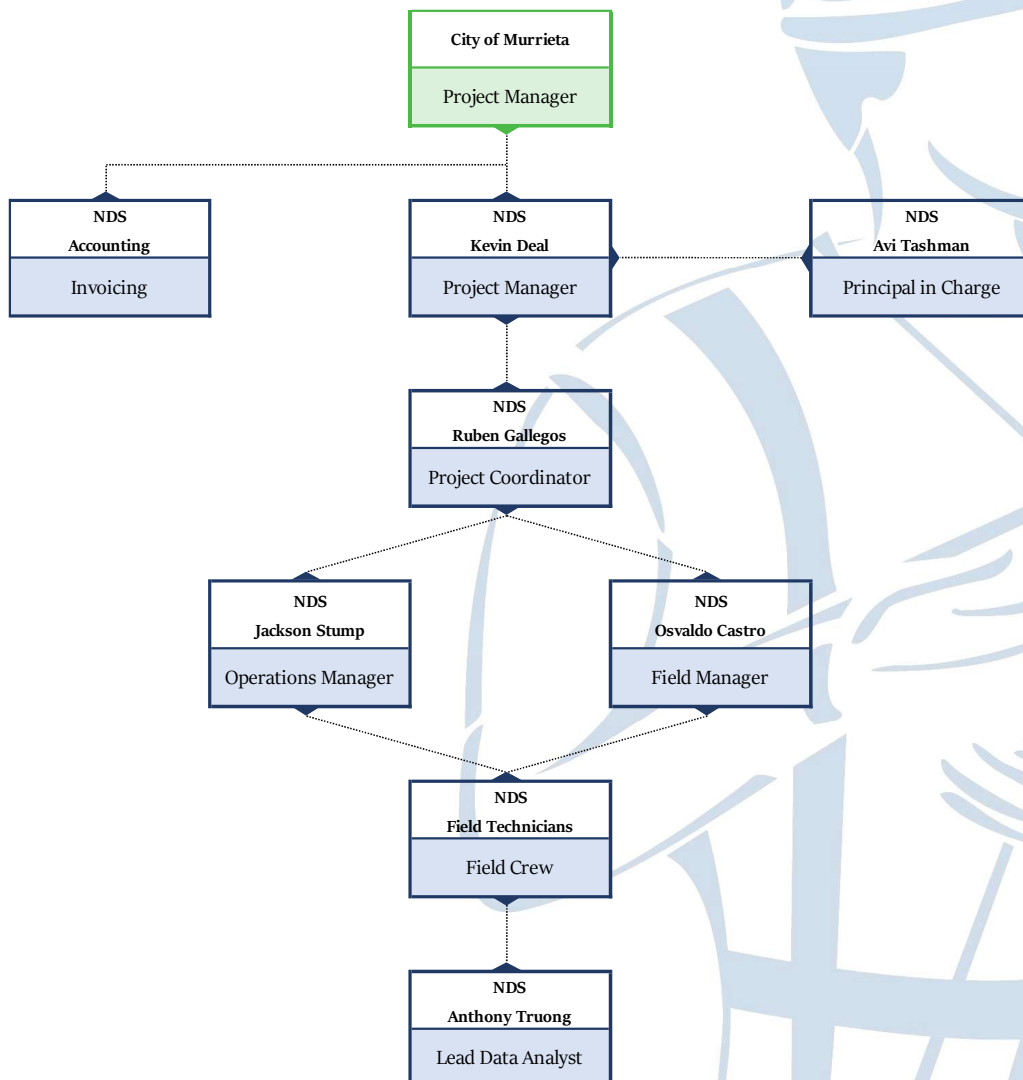 City of Murrieta
Project Manager
NDS
Accounting
Invoicing
NDS
Kevin Deal
Project Manager
NDS
Avi Tashman
Principal in Charge
NDS
Ruben Gallegos
Project Coordinator
NDS
Jackson Stump
Operations Manager
NDS
Osvaldo Castro
Field Manager
NDS
Field Technicians
Field Crew
NDS
Anthony Truong
Lead Data Analyst